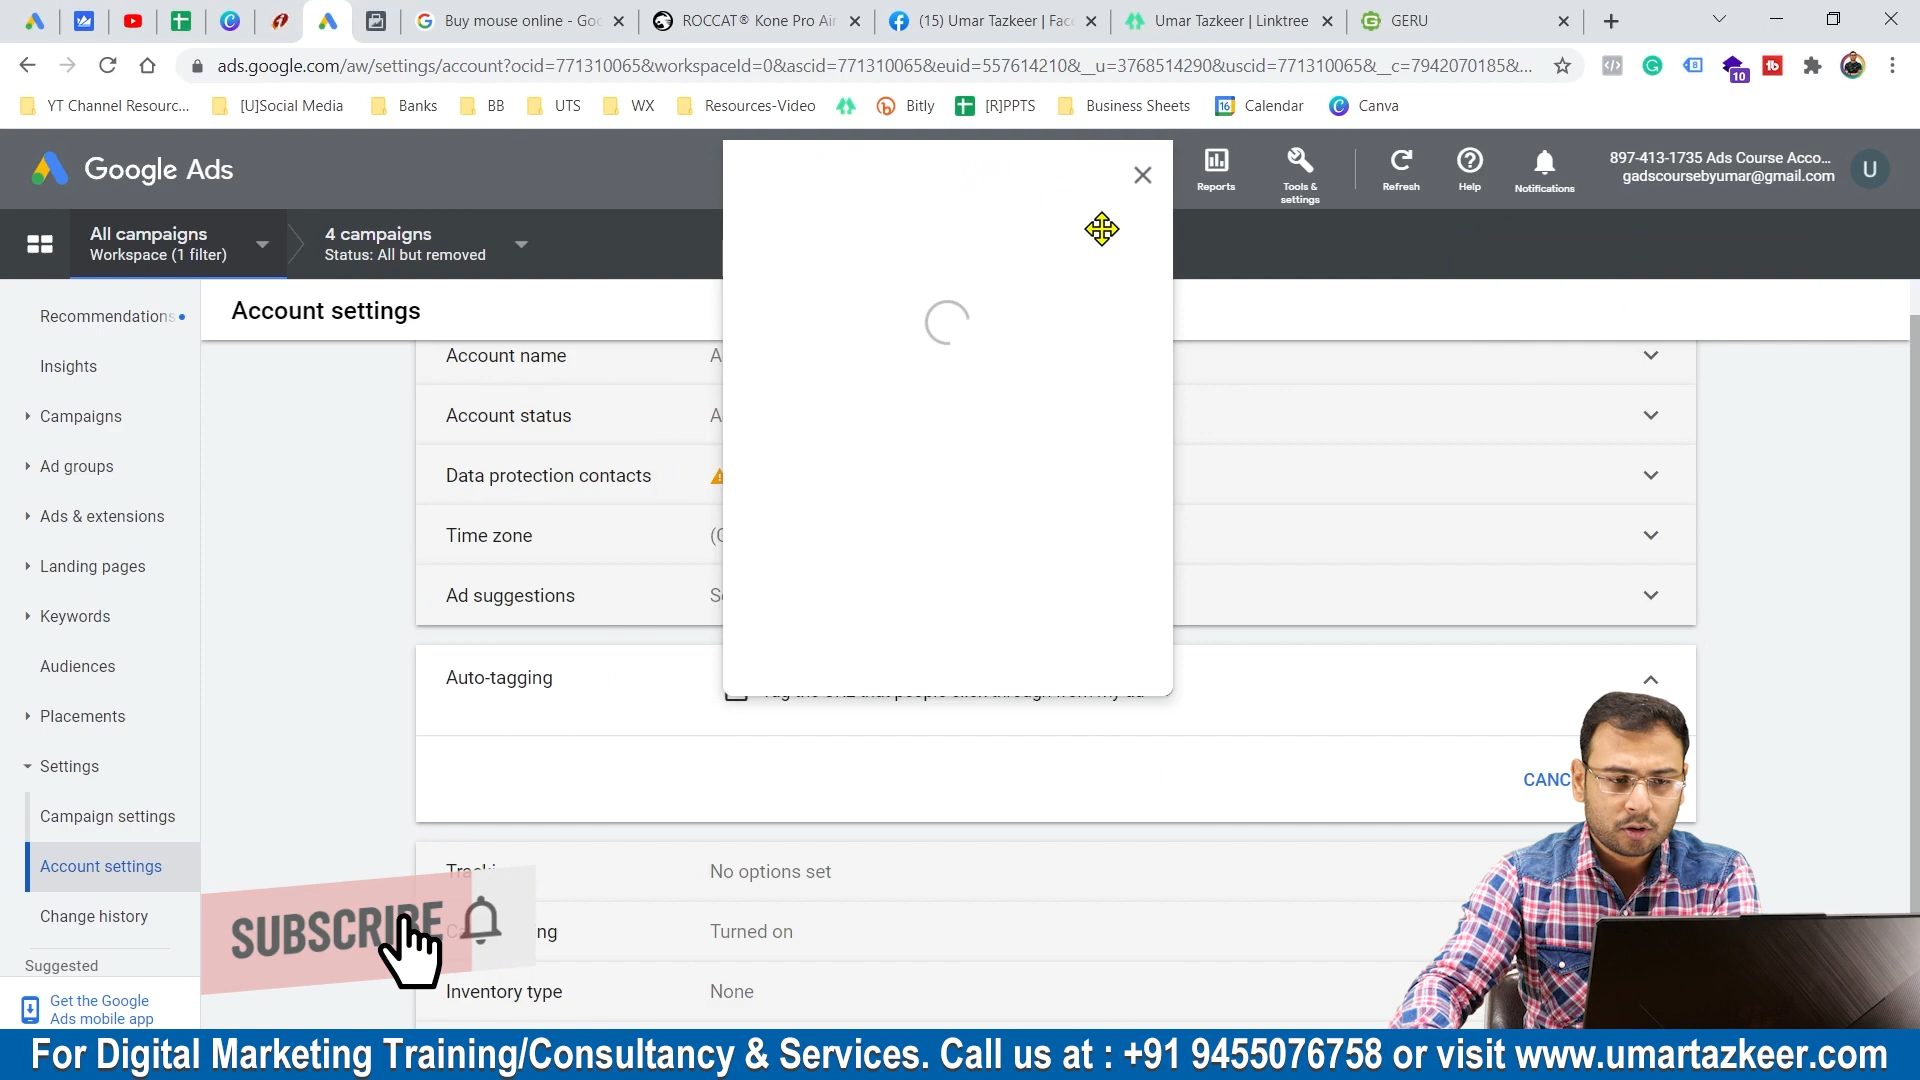 Buy mouse online - Goo
ROCCAT® Kone Pro Air
(15) Umar Tazkeer | Fac
Umar Tazkeer | Linktree
GERU
ads.google.com/aw/settings/account?ocid=771310065&workspaceId=0&ascid=771310065&euid=557614210&__u=3768514290&uscid=771310065&__c=7942070185&...
10
YT Channel Resourc...
[U]Social Media
Banks
BB
UTS
WX
Resources-Video
Bitly
[R]PPTS
Business Sheets
Calendar
Canva
Google Ads
Reports
Tools & settings
Refresh
Help
Notifications
897-413-1735 Ads Course Acco...
gadscoursebyumar@gmail.com
U
All campaigns
Workspace (1 filter)
4 campaigns
Status: All but removed
Recommendations
Insights
Campaigns
Ad groups
Ads & extensions
Landing pages
Keywords
Audiences
Placements
Settings
Campaign settings
Account settings
Change history
Suggested
Get the Google
Ads mobile app
Account settings
Account name
Account status
Data protection contacts
Time zone
Ad suggestions
Auto-tagging
CANC
No options set
Turned on
Inventory type
None
SUBSCRIBE
For Digital Marketing Training/Consultancy & Services. Call us at : +91 9455076758 or visit www.umartazkeer.com